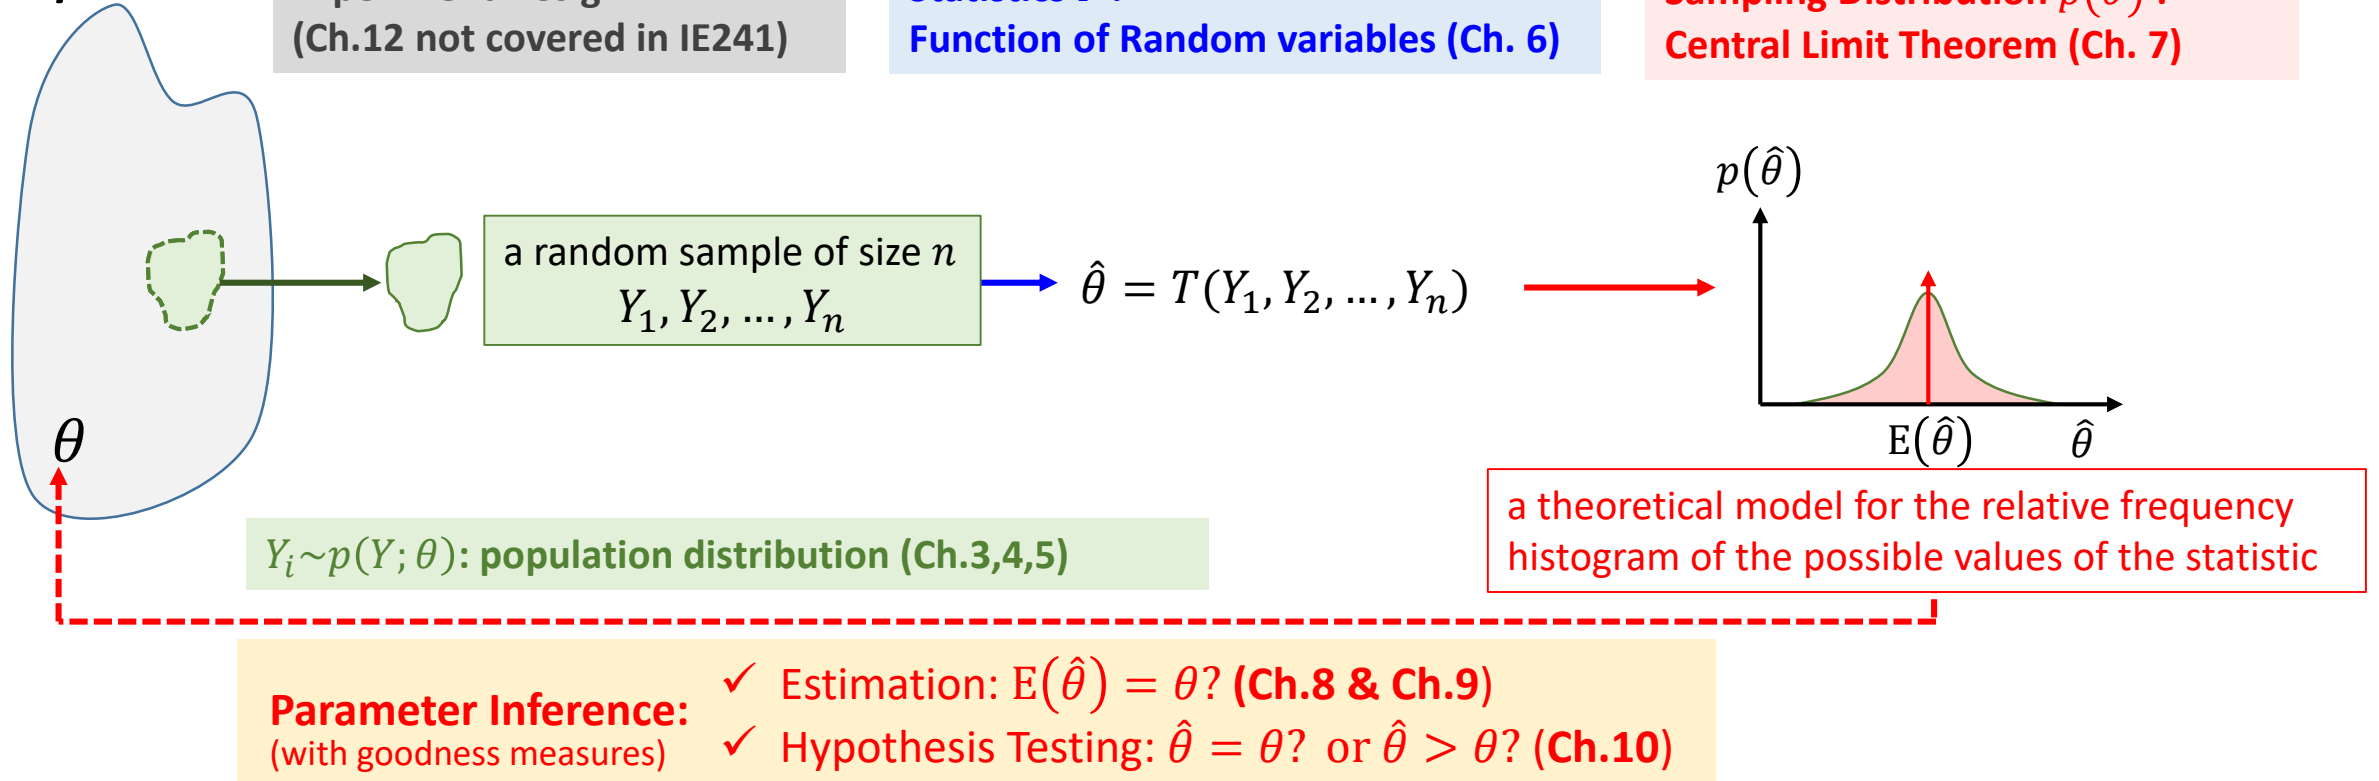 (Ch.12 not covered in IE241)
Function of Random variables (Ch. 6)
Sampling Distribution p(θ̂) :
Central Limit Theorem (Ch. 7)
p(θ̂)
a random sample of size n
Y₁, Y₂, … , Yₙ
θ̂ = T(Y₁, Y₂, … , Yₙ)
θ
E(θ̂)
θ̂
a theoretical model for the relative frequency
histogram of the possible values of the statistic
Yᵢ~p(Y; θ): population distribution (Ch.3,4,5)
Parameter Inference:
(with goodness measures)
✓ Estimation: E(θ̂) = θ? (Ch.8 & Ch.9)
✓ Hypothesis Testing: θ̂ = θ? or θ̂ > θ? (Ch.10)